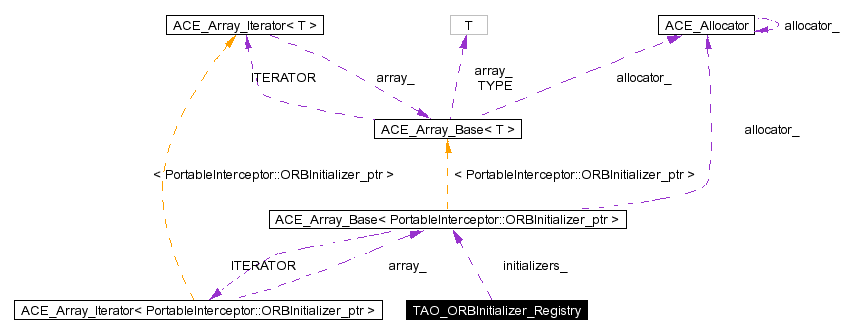 ACE_Array_Iterator< T >
T
ACE_Allocator
allocator_
ITERATOR
array_
array_
TYPE
allocator_
ACE_Array_Base< T >
allocator_
< PortableInterceptor::ORBInitializer_ptr >
< PortableInterceptor::ORBInitializer_ptr >
ACE_Array_Base< PortableInterceptor::ORBInitializer_ptr >
ITERATOR
array_
initializers_
ACE_Array_Iterator< PortableInterceptor::ORBInitializer_ptr >
TAO_ORBInitializer_Registry